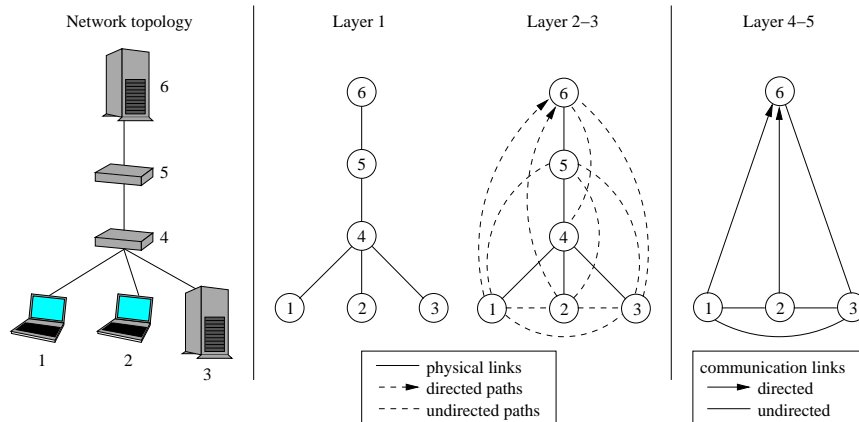 Network topology
6
5
4
1
2
3
Layer 1
6
5
4
1
2
3
Layer 2–3
6
5
4
1
2
3
physical links
directed paths
undirected paths
Layer 4–5
6
1
2
3
communication links
directed
undirected